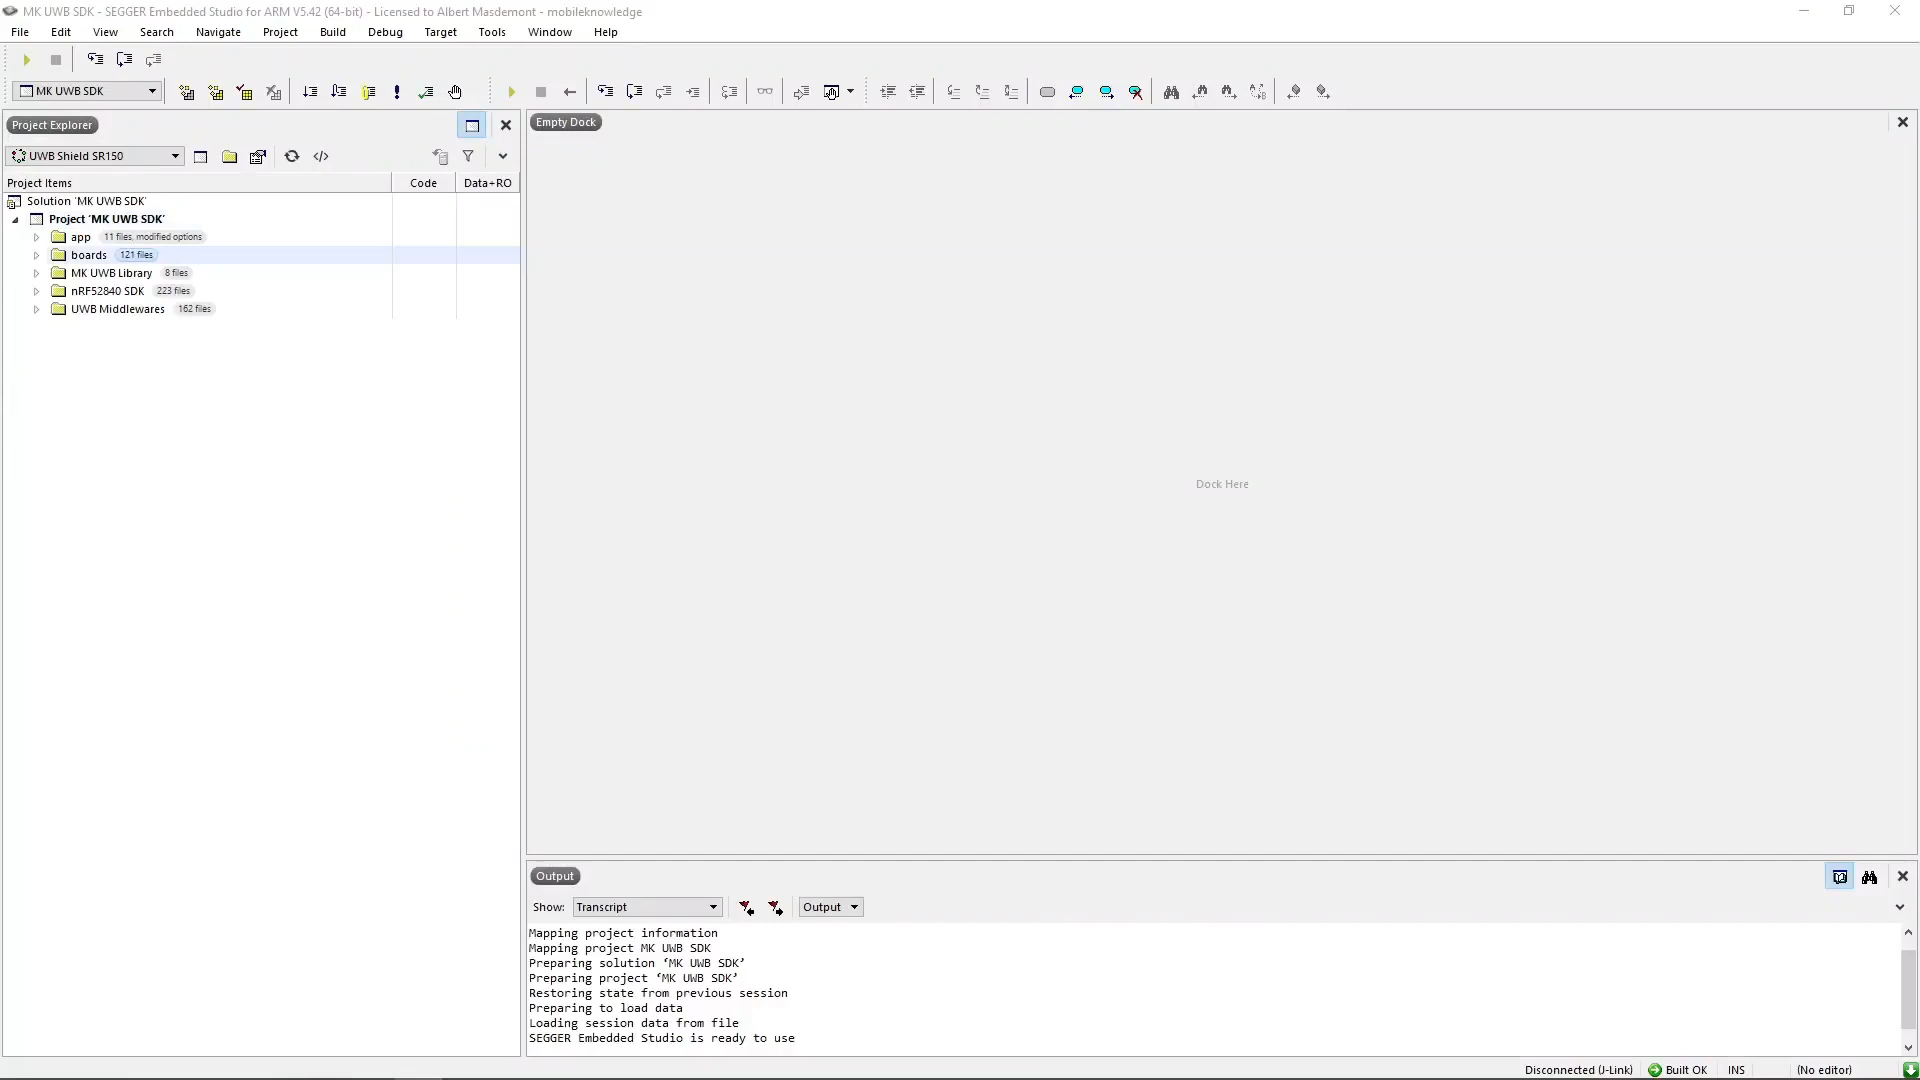 MK UWB SDK - SEGGER Embedded Studio for ARM V5.42 (64-bit) - Licensed to Albert Masdemont - mobileknowledge
File Edit View Search Navigate Project Build Debug Target Tools Window Help
MK UWB SDK
Project Explorer
Empty Dock
UWB Shield SR150
Project Items Code Data+RO
Solution 'MK UWB SDK'
Project 'MK UWB SDK'
app 11 files, modified options
boards 121 files
MK UWB Library 8 files
nRF52840 SDK 223 files
UWB Middlewares 162 files
Dock Here
Output
Show: Transcript Output
Mapping project information
Mapping project MK UWB SDK
Preparing solution ‘MK UWB SDK’
Preparing project ‘MK UWB SDK’
Restoring state from previous session
Preparing to load data
Loading session data from file
SEGGER Embedded Studio is ready to use
Disconnected (J-Link) Built OK INS (No editor)